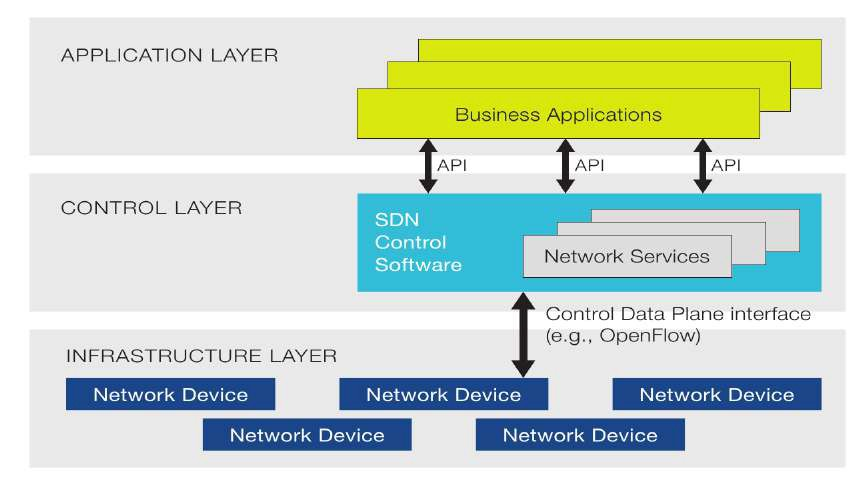 APPLICATION LAYER
Business Applications
API
API
API
CONTROL LAYER
SDN
Control
Software
Network Services
Control Data Plane interface
(e.g., OpenFlow)
INFRASTRUCTURE LAYER
Network Device
Network Device
Network Device
Network Device
Network Device